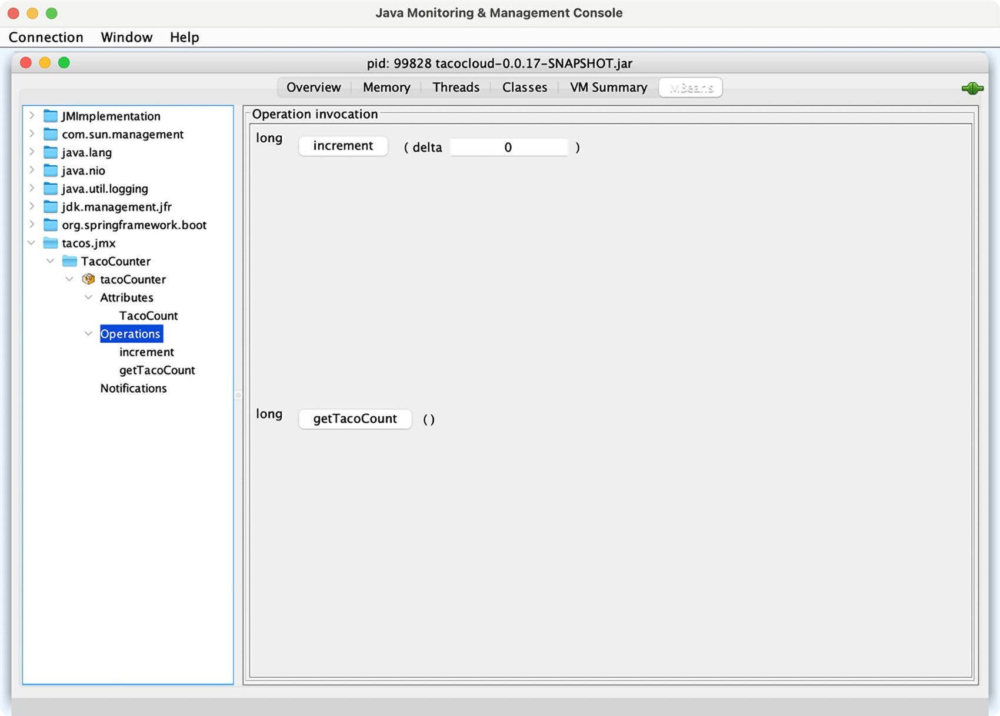 Java Monitoring & Management Console
Connection Window Help
pid: 99828 tacocloud-0.0.17-SNAPSHOT.jar
Overview Memory Threads Classes VM Summary MBeans
JMImplementation
com.sun.management
java.lang
java.nio
java.util.logging
jdk.management.jfr
org.springframework.boot
tacos.jmx
TacoCounter
tacoCounter
Attributes
TacoCount
Operations
increment
getTacoCount
Notifications
Operation invocation
long increment ( delta 0 )
long getTacoCount ()